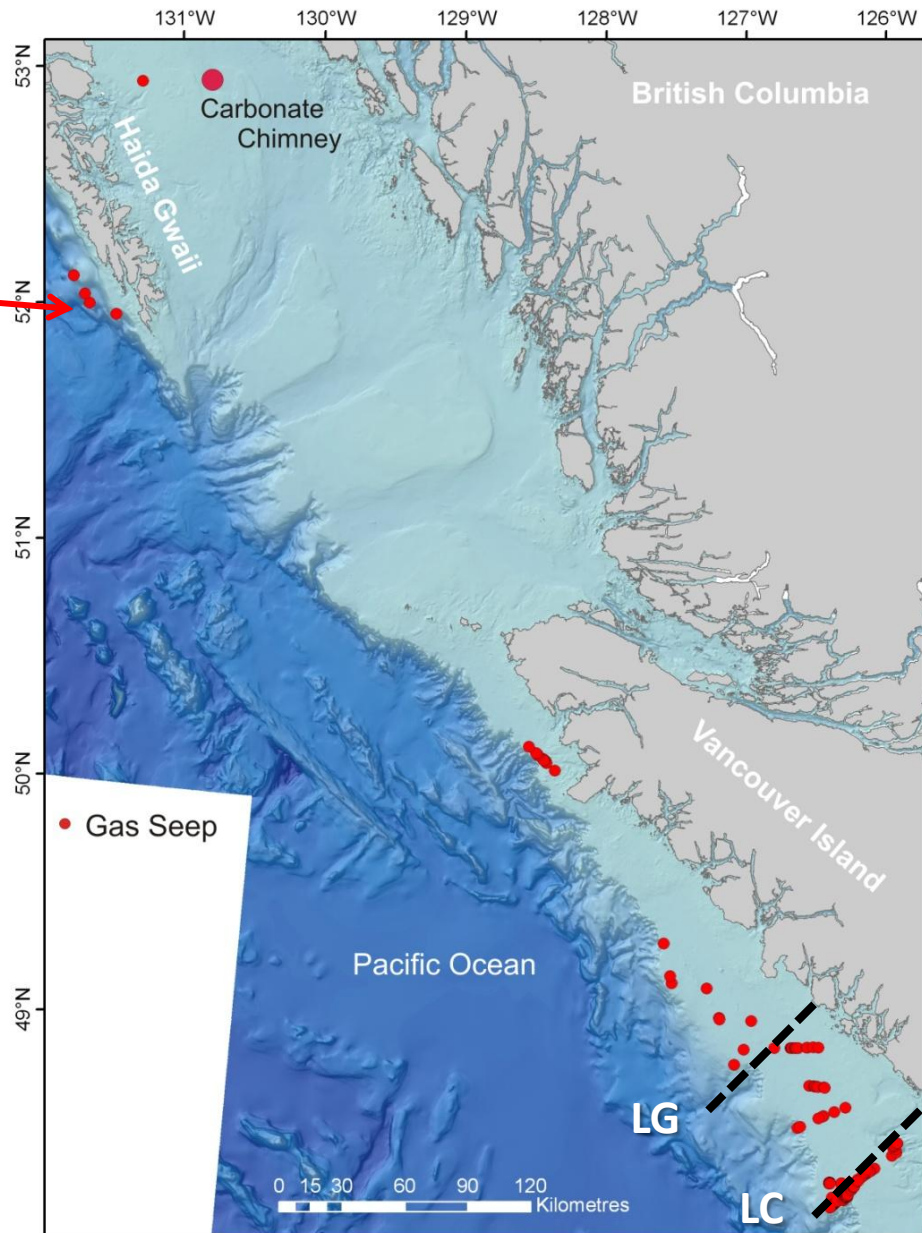 131°W
130°W
129°W
128°W
127°W
126°W
53°N
52°N
51°N
50°N
49°N
Carbonate
Chimney
British Columbia
Haida Gwaii
Vancouver Island
Gas Seep
Pacific Ocean
LG
LC
0 15 30 60 90 120
Kilometres